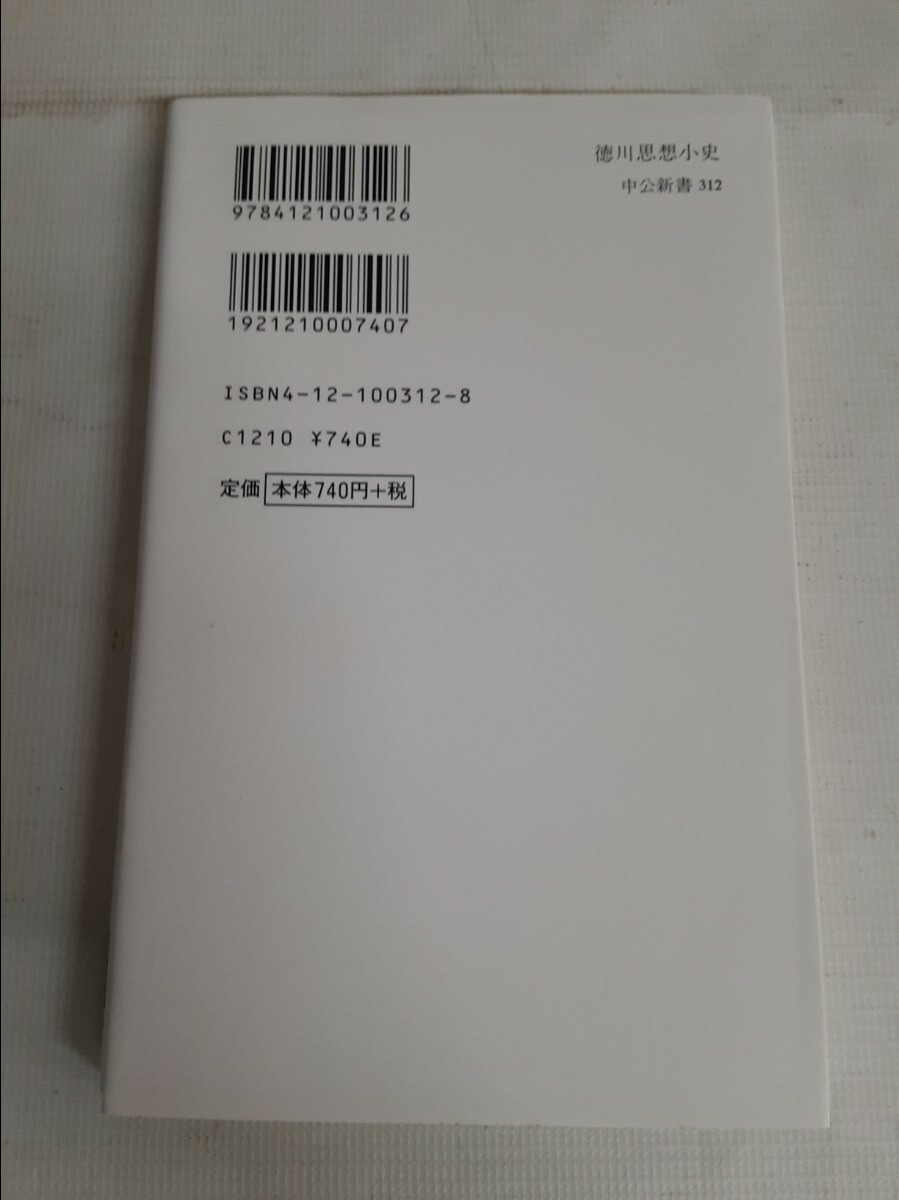 徳川思想小史
中公新書 312
9784121003126
1921210007407
ISBN4-12-100312-8
C1210 ¥740E
定価 本体740円+税